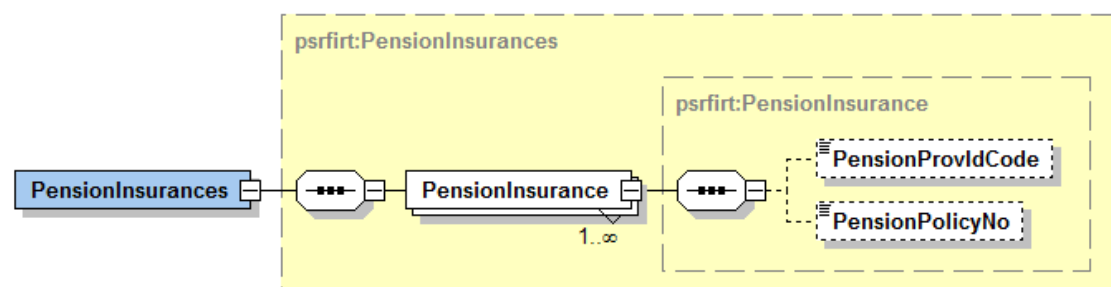 psrfirt:PensionInsurances
psrfirt:PensionInsurance
PensionProvIdCode
PensionInsurances
PensionInsurance
PensionPolicyNo
1..∞